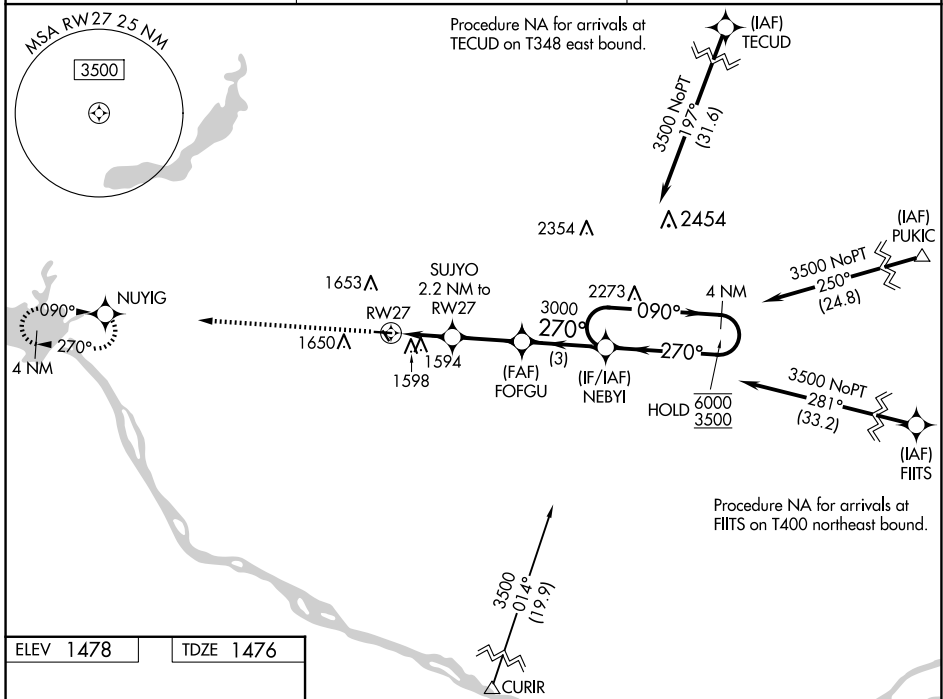 MSA RW27 25 NM
3500
Procedure NA for arrivals at
TECUD on T348 east bound.
(IAF)
TECUD
3500 NoPT
197°
(31.6)
2354
2454
(IAF)
PUKIC
3500 NoPT
250°
(24.8)
NUYIG
090°
270°
4 NM
1653
RW27
1650
1598
1594
SUJYO
2.2 NM to
RW27
(FAF)
FOFGU
3000
270°
(3)
2273
090°
4 NM
270°
(IF/IAF)
NEBYI
HOLD
6000
3500
3500 NoPT
281°
(33.2)
(IAF)
FIITS
Procedure NA for arrivals at
FIITS on T400 northeast bound.
3500
014°
(19.9)
CURIR
ELEV 1478
TDZE 1476